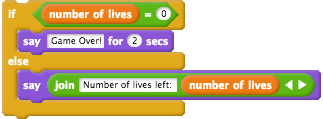 if number of lives = 0
say Game Over! for 2 secs
else
say join Number of lives left: number of lives